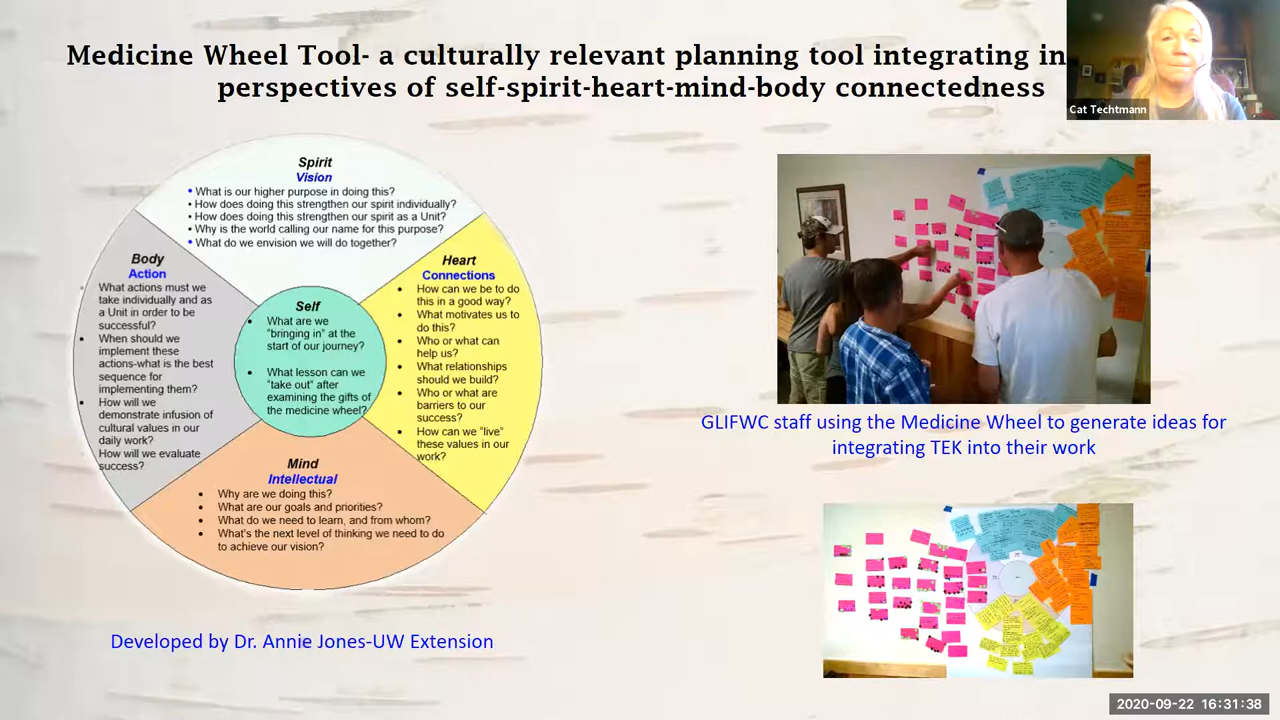 Medicine Wheel Tool- a culturally relevant planning tool integrating in
perspectives of self-spirit-heart-mind-body connectedness
Cat Techtmann
Spirit
Vision
• What is our higher purpose in doing this?
• How does doing this strengthen our spirit individually?
• How does doing this strengthen our spirit as a Unit?
• Why is the world calling our name for this purpose?
• What do we envision we will do together?
Body
Action
What actions must we
take individually and as
a Unit in order to be
successful?
• When should we
implement these
actions-what is the best
sequence for
implementing them?
• How will we
demonstrate infusion of
cultural values in our
daily work?
How will we evaluate
success?
Self
• What are we
"bringing in" at the
start of our journey?
• What lesson can we
"take out" after
examining the gifts of
the medicine wheel?
Heart
Connections
• How can we be to do
this in a good way?
• What motivates us to
do this?
• Who or what can
help us?
• What relationships
should we build?
• Who or what are
barriers to our
success?
• How can we "live"
these values in our
work?
Mind
Intellectual
• Why are we doing this?
• What are our goals and priorities?
• What do we need to learn, and from whom?
• What's the next level of thinking we need to do
to achieve our vision?
Developed by Dr. Annie Jones-UW Extension
GLIFWC staff using the Medicine Wheel to generate ideas for
integrating TEK into their work
2020-09-22 16:31:38